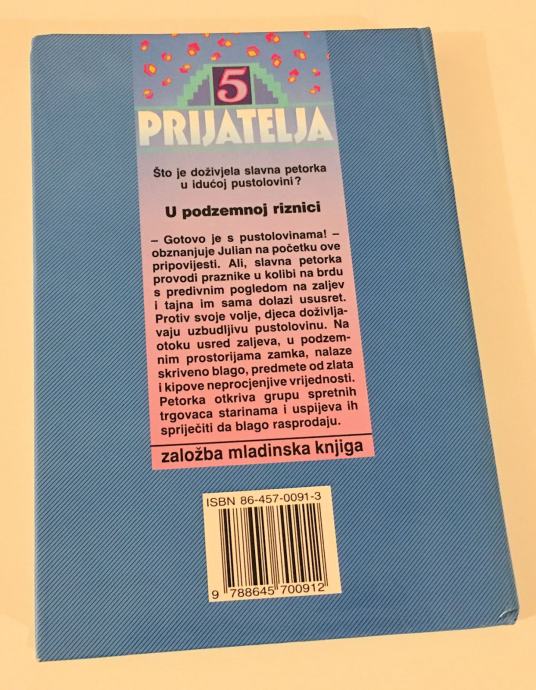 5
PRIJATELJA
Što je doživjela slavna petorka
u idućoj pustolovini?
U podzemnoj riznici
– Gotovo je s pustolovinama! –
obznanjuje Julian na početku ove
pripovijesti. Ali, slavna petorka
provodi praznike u kolibi na brdu
s predivnim pogledom na zaljev
i tajna im sama dolazi ususret.
Protiv svoje volje, djeca doživlja-
vaju uzbudljivu pustolovinu. Na
otoku usred zaljeva, u podzem-
nim prostorijama zamka, nalaze
skriveno blago, predmete od zlata
i kipove neprocjenjive vrijednosti.
Petorka otkriva grupu spretnih
trgovaca starinama i uspijeva ih
spriječiti da blago rasprodaju.
založba mladinska knjiga
ISBN 86-457-0091-3
9 788645 700912